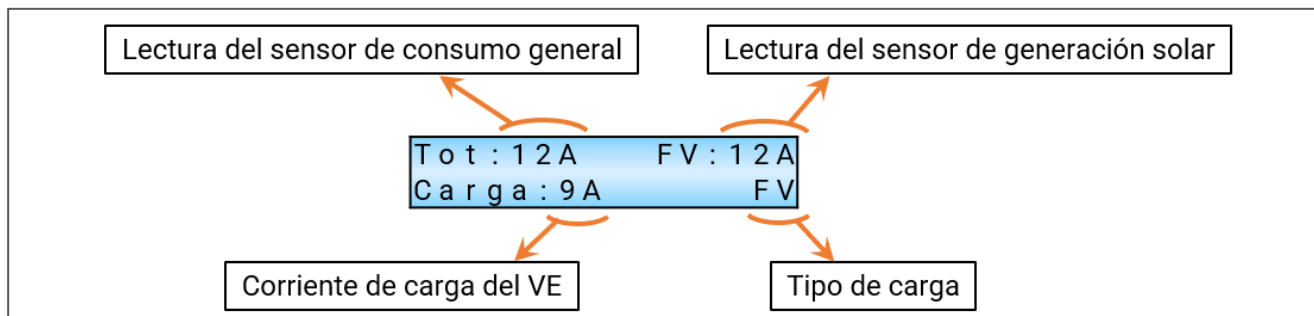 Lectura del sensor de consumo general
Lectura del sensor de generación solar
Tot:12A FV:12A
Carga:9A FV
Corriente de carga del VE
Tipo de carga